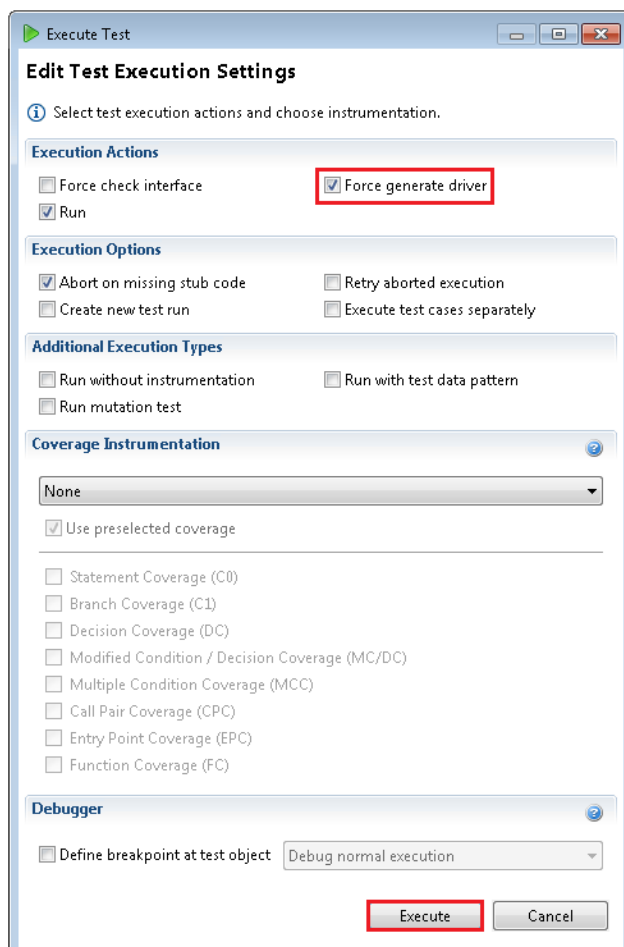 Execute Test
Edit Test Execution Settings
Select test execution actions and choose instrumentation.
Execution Actions
Force check interface
Force generate driver
Run
Execution Options
Abort on missing stub code
Retry aborted execution
Create new test run
Execute test cases separately
Additional Execution Types
Run without instrumentation
Run with test data pattern
Run mutation test
Coverage Instrumentation
None
Use preselected coverage
Statement Coverage (C0)
Branch Coverage (C1)
Decision Coverage (DC)
Modified Condition / Decision Coverage (MC/DC)
Multiple Condition Coverage (MCC)
Call Pair Coverage (CPC)
Entry Point Coverage (EPC)
Function Coverage (FC)
Debugger
Define breakpoint at test object
Debug normal execution
Execute
Cancel